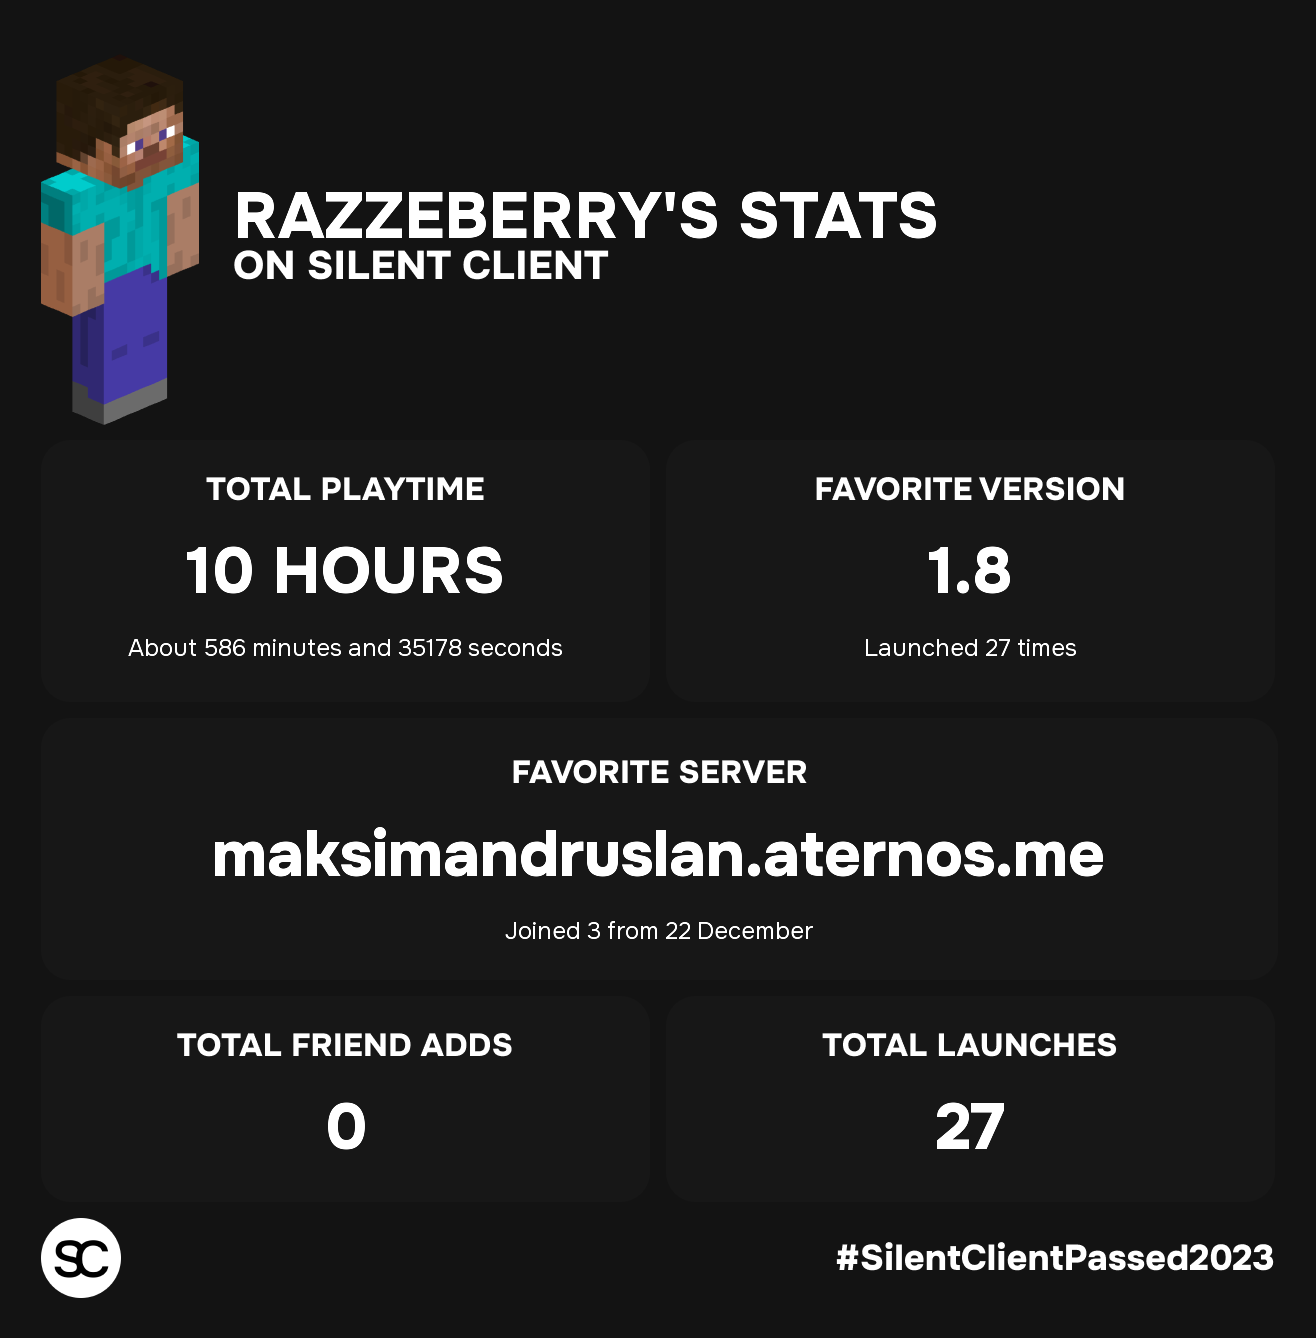 RAZZEBERRY'S STATS
ON SILENT CLIENT
TOTAL PLAYTIME
10 HOURS
About 586 minutes and 35178 seconds
FAVORITE VERSION
1.8
Launched 27 times
FAVORITE SERVER
maksimandruslan.aternos.me
Joined 3 from 22 December
TOTAL FRIEND ADDS
0
TOTAL LAUNCHES
27
SC
#SilentClientPassed2023